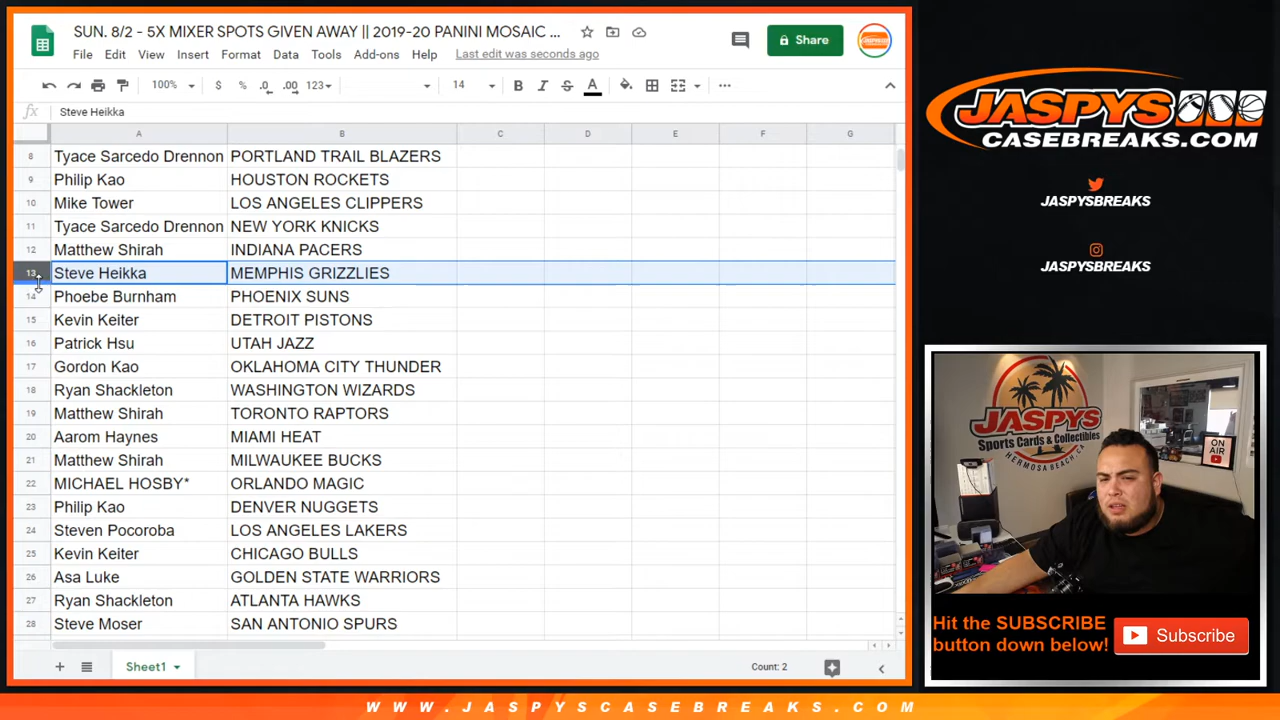 SUN. 8/2 - 5X MIXER SPOTS GIVEN AWAY || 2019-20 PANINI MOSAIC ...
File Edit View Insert Format Data Tools Add-ons Help Last edit was seconds ago
Share
100% $ % .0 .00 123 14 B I S A ...
fx Steve Heikka
A B C D E F G
8 Tyace Sarcedo Drennon PORTLAND TRAIL BLAZERS
9 Philip Kao HOUSTON ROCKETS
10 Mike Tower LOS ANGELES CLIPPERS
11 Tyace Sarcedo Drennon NEW YORK KNICKS
12 Matthew Shirah INDIANA PACERS
13 Steve Heikka MEMPHIS GRIZZLIES
14 Phoebe Burnham PHOENIX SUNS
15 Kevin Keiter DETROIT PISTONS
16 Patrick Hsu UTAH JAZZ
17 Gordon Kao OKLAHOMA CITY THUNDER
18 Ryan Shackleton WASHINGTON WIZARDS
19 Matthew Shirah TORONTO RAPTORS
20 Aarom Haynes MIAMI HEAT
21 Matthew Shirah MILWAUKEE BUCKS
22 MICHAEL HOSBY* ORLANDO MAGIC
23 Philip Kao DENVER NUGGETS
24 Steven Pocoroba LOS ANGELES LAKERS
25 Kevin Keiter CHICAGO BULLS
26 Asa Luke GOLDEN STATE WARRIORS
27 Ryan Shackleton ATLANTA HAWKS
28 Steve Moser SAN ANTONIO SPURS
Sheet1 Count: 2
JASPYS
CASEBREAKS.COM
JASPYSBREAKS
JASPYSBREAKS
JASPYS
Sports Cards & Collectibles
HERMOSA BEACH, CA
ON
AIR
Hit the SUBSCRIBE
button down below!
Subscribe
WWW.JASPYSCASEBREAKS.COM